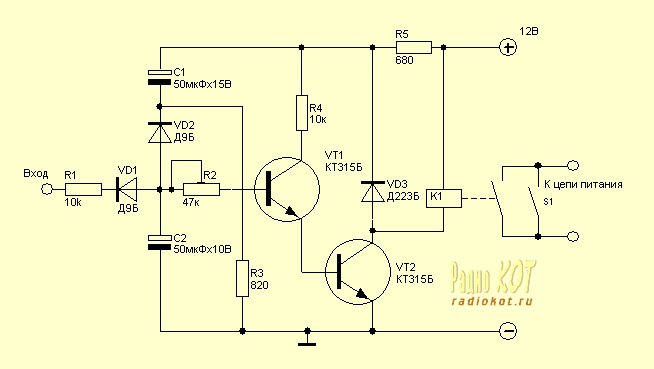 12В
R5
680
C1
50мкФх15В
R4
10к
VD2
Д9Б
VT1
КТ315Б
Вход
R1
10k
VD1
Д9Б
R2
47к
VD3
Д223Б
K1
К цепи питания
S1
C2
50мкФх10В
R3
820
VT2
КТ315Б
Радио КОТ
radiokot.ru